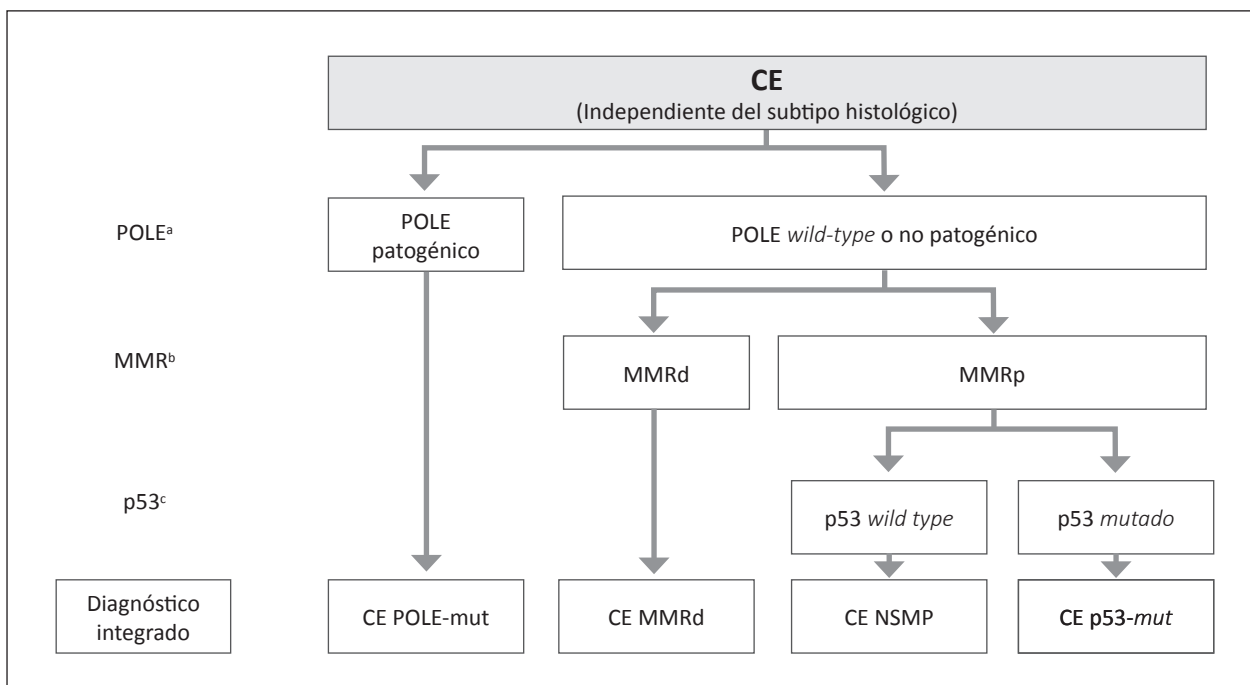 CE
(Independiente del subtipo histológico)
POLEᵃ
POLE
patogénico
POLE wild-type o no patogénico
MMRᵇ
MMRd
MMRp
p53ᶜ
p53 wild type
p53 mutado
Diagnóstico
integrado
CE POLE-mut
CE MMRd
CE NSMP
CE p53-mut